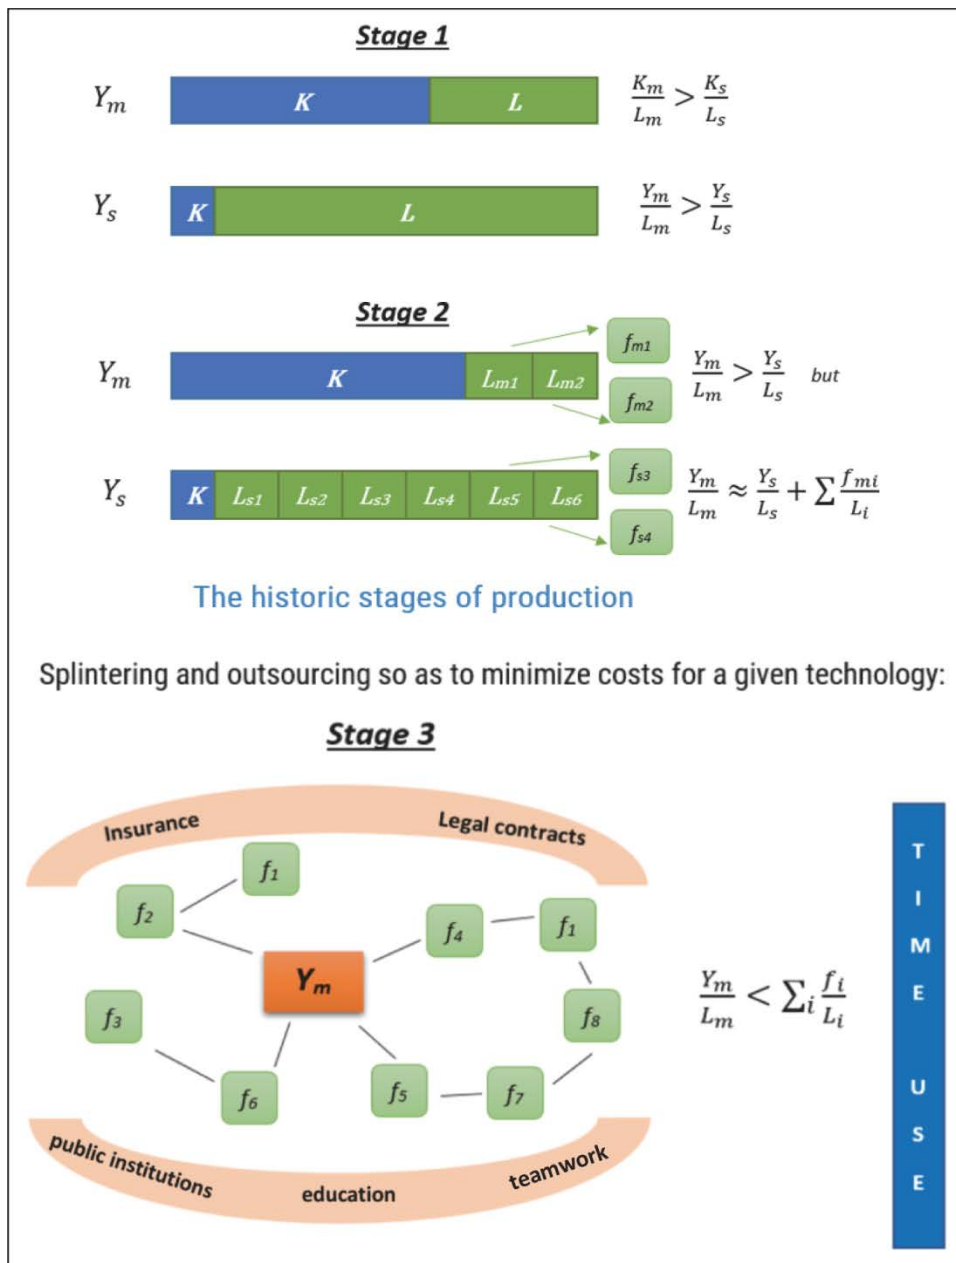 Stage 1
Y_m K L K_m/L_m > K_s/L_s
Y_s K L Y_m/L_m > Y_s/L_s
Stage 2
f_m1
Y_m K L_m1 L_m2 Y_m/L_m > Y_s/L_s but
f_m2
f_s3
Y_s K L_s1 L_s2 L_s3 L_s4 L_s5 L_s6 Y_m/L_m ≈ Y_s/L_s + ∑ f_mi/L_i
f_s4
The historic stages of production
Splintering and outsourcing so as to minimize costs for a given technology:
Stage 3
Insurance
Legal contracts
f_1
f_2
f_4
f_1
Y_m
f_3
f_8
f_6
f_5
f_7
public institutions
education
teamwork
Y_m/L_m < ∑_i f_i/L_i
TIME USE